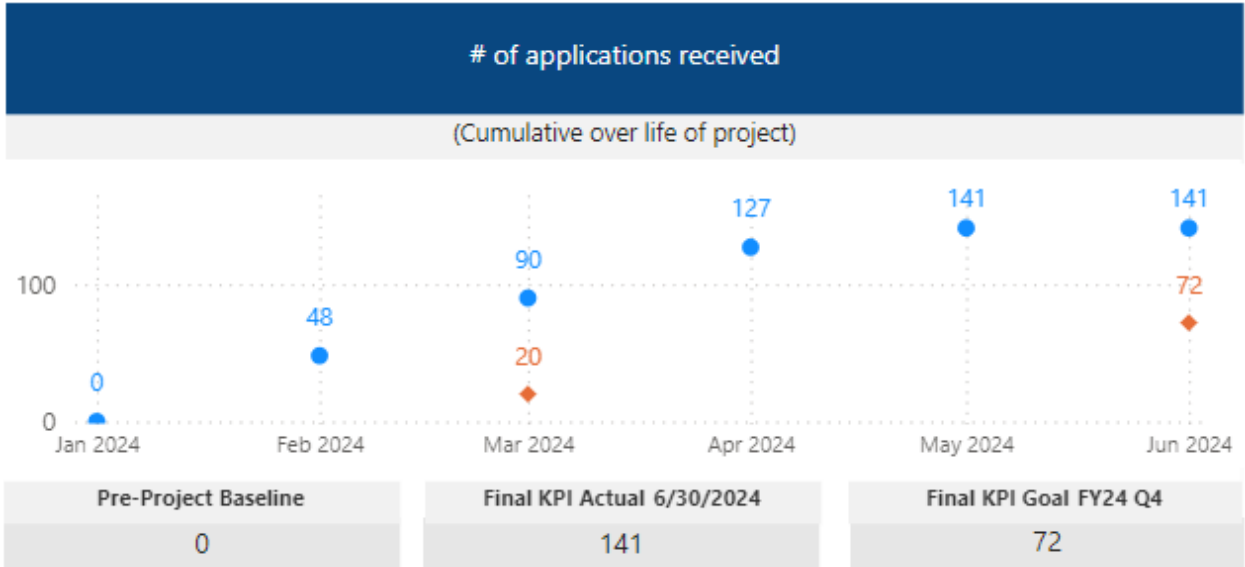 # of applications received
(Cumulative over life of project)
141 141
127
90
100 72
48
20
0
0
Jan 2024 Feb 2024 Mar 2024 Apr 2024 May 2024 Jun 2024
Pre-Project Baseline Final KPI Actual 6/30/2024 Final KPI Goal FY24 Q4
0 141 72